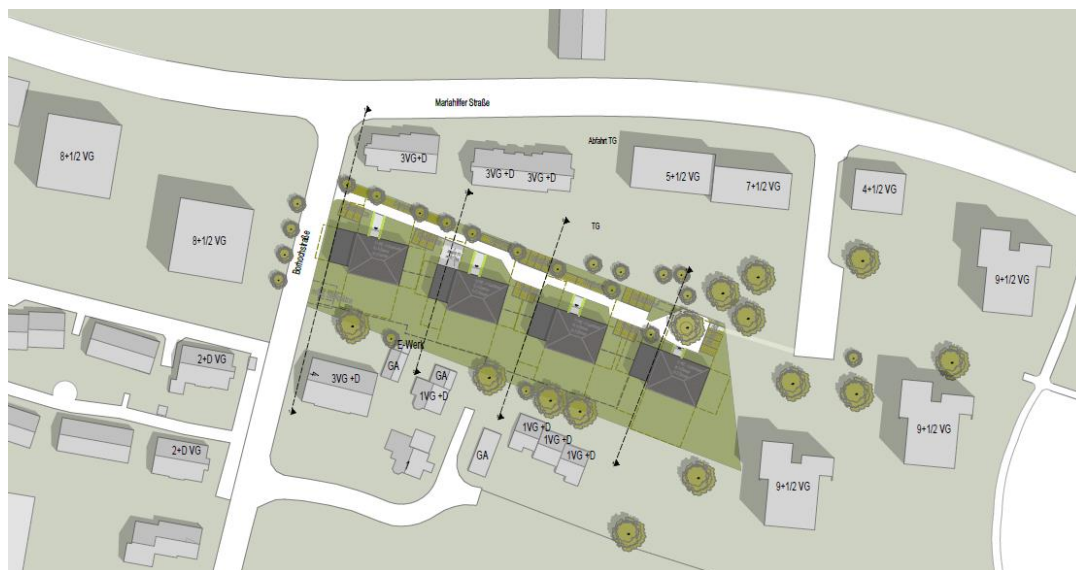 Mariahilfer Straße
8+1/2 VG
3VG+D
3VG +D
3VG +D
Abfahrt TG
5+1/2 VG
7+1/2 VG
4+1/2 VG
8+1/2 VG
TG
9+1/2 VG
2+D VG
E-Werk
GA
3VG +D
GA
1VG +D
9+1/2 VG
1VG +D
1VG +D
1VG +D
GA
2+D VG
9+1/2 VG